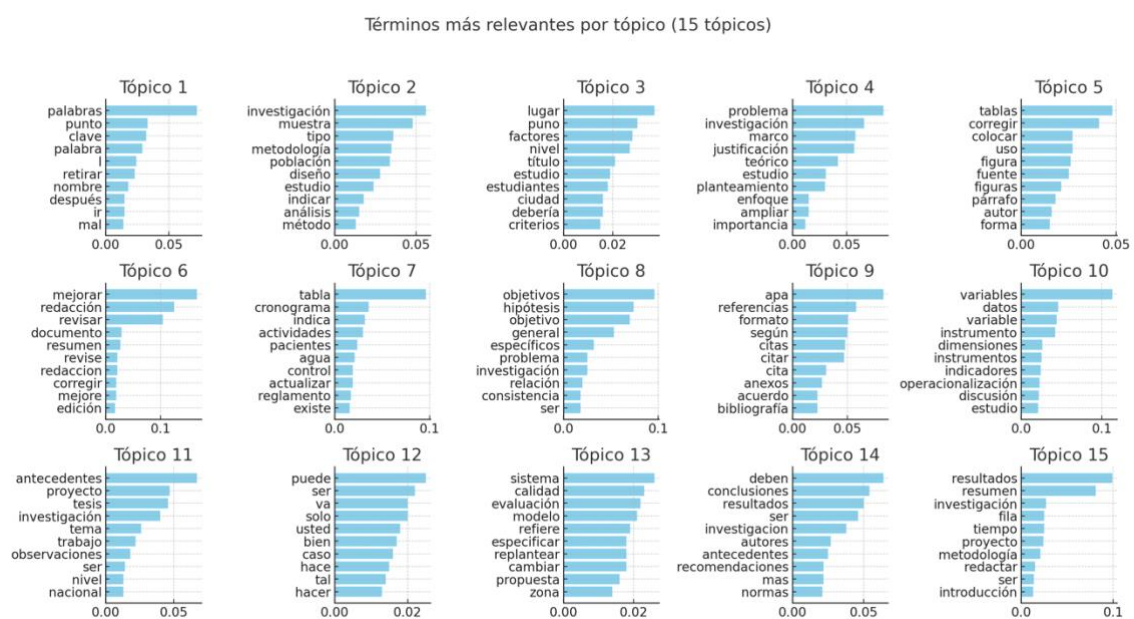 Términos más relevantes por tópico (15 tópicos)
Tópico 1
palabras
punto
clave
palabra
l
retirar
nombre
después
ir
mal
0.00 0.05
Tópico 2
investigación
muestra
tipo
metodología
población
diseño
estudio
indicar
análisis
método
0.00 0.02 0.04
Tópico 3
lugar
puno
factores
nivel
título
estudio
estudiantes
ciudad
debería
criterios
0.00 0.02
Tópico 4
problema
investigación
marco
justificación
teórico
estudio
planteamiento
enfoque
ampliar
importancia
0.00 0.05
Tópico 5
tablas
corregir
colocar
uso
figura
fuente
figuras
párrafo
autor
forma
0.00 0.05
Tópico 6
mejorar
redacción
revisar
documento
resumen
revise
redaccion
corregir
mejore
edición
0.0 0.1
Tópico 7
tabla
cronograma
indica
actividades
pacientes
agua
control
actualizar
reglamento
existe
0.0 0.1
Tópico 8
objetivos
hipótesis
objetivo
general
específicos
problema
investigación
relación
consistencia
ser
0.0 0.1
Tópico 9
apa
referencias
formato
según
citas
citar
cita
anexos
acuerdo
bibliografía
0.00 0.05
Tópico 10
variables
datos
variable
instrumento
dimensiones
instrumentos
indicadores
operacionalización
discusión
estudio
0.0 0.1
Tópico 11
antecedentes
proyecto
tesis
investigación
tema
trabajo
observaciones
ser
nivel
nacional
0.00 0.05
Tópico 12
puede
ser
va
solo
usted
bien
caso
hace
tal
hacer
0.00 0.02
Tópico 13
sistema
calidad
evaluación
modelo
refiere
especificar
replantear
cambiar
propuesta
zona
0.00 0.02
Tópico 14
deben
conclusiones
resultados
ser
investigacion
autores
antecedentes
recomendaciones
mas
normas
0.00 0.02 0.04 0.06
Tópico 15
resultados
resumen
investigación
fila
tiempo
proyecto
metodología
redactar
ser
introducción
0.0 0.1